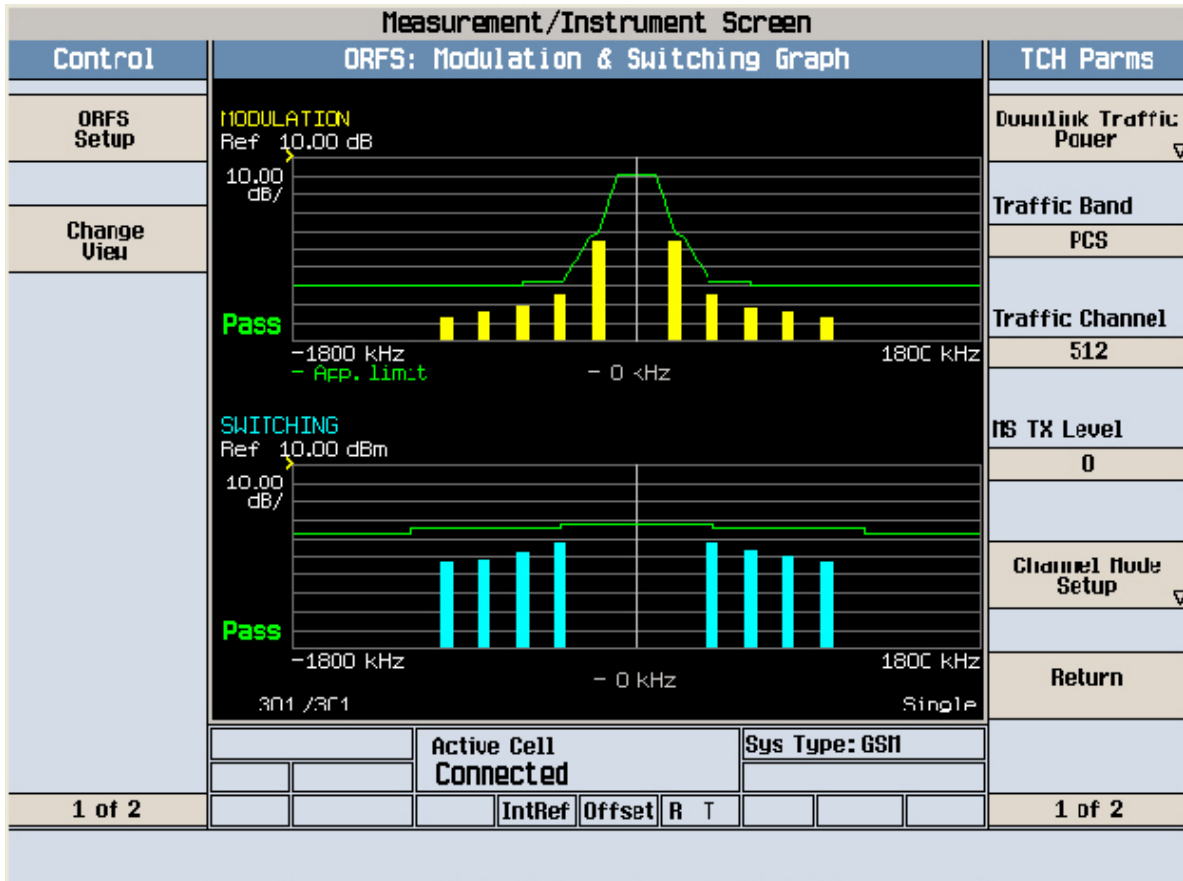 Measurement/Instrument Screen
Control
ORFS: Modulation & Switching Graph
TCH Parms
ORFS
Setup
Change
View
1 of 2
MODULATION
Ref 10.00 dB
10.00
dB/
Pass
-1800 kHz
1800 kHz
- App. limit
- 0 kHz
SWITCHING
Ref 10.00 dBm
10.00
dB/
Pass
-1800 kHz
1800 kHz
- 0 kHz
301/301
Single
Downlink Traffic
Power
Traffic Band
PCS
Traffic Channel
512
MS TX Level
0
Channel Mode
Setup
Return
1 of 2
Active Cell
Connected
Sys Type: GSM
IntRef
Offset
R T